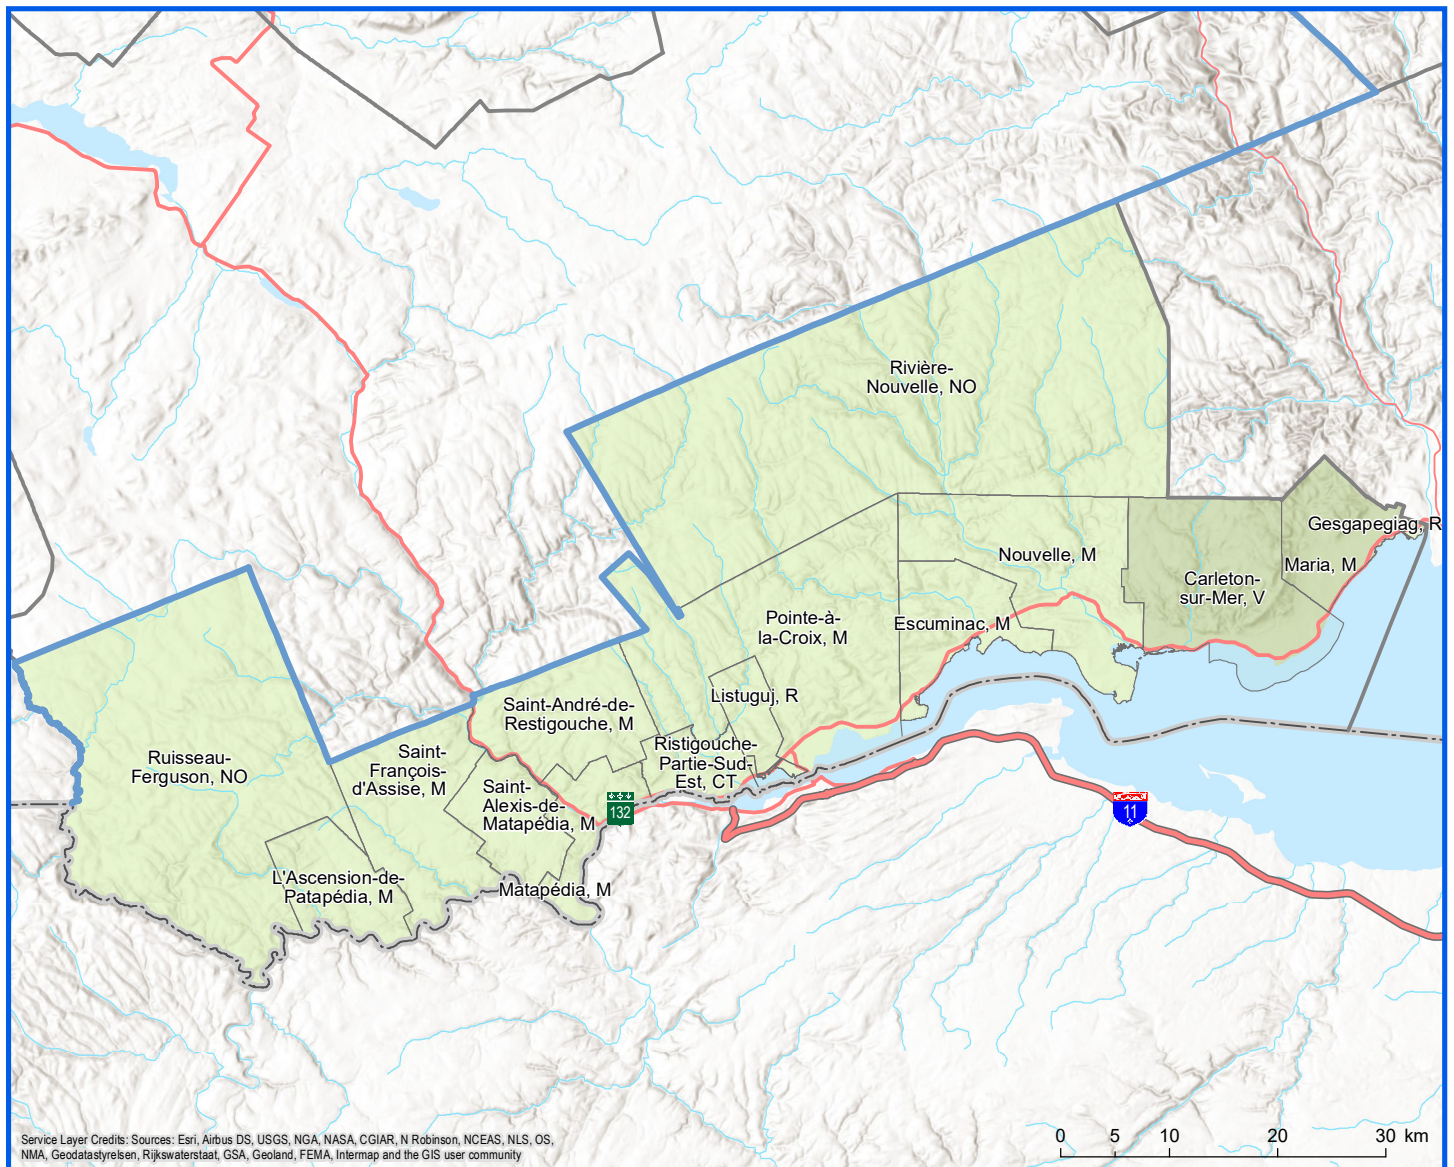 Rivière-
Nouvelle, NO
Gesgapegiag, R
Nouvelle, M
Maria, M
Carleton-
sur-Mer, V
Pointe-à-
la-Croix, M
Escuminac, M
Listuguj, R
Saint-André-de-
Restigouche, M
Ristigouche-
Partie-Sud-
Est, CT
Ruisseau-
Ferguson, NO
Saint-
François-
d'Assise, M
Saint-
Alexis-de-
Matapédia, M
132
11
L'Ascension-de-
Patapédia, M
Matapédia, M
Service Layer Credits: Sources: Esri, Airbus DS, USGS, NGA, NASA, CGIAR, N Robinson, NCEAS, NLS, OS,
NMA, Geodatastyrelsen, Rijkswaterstaat, GSA, Geoland, FEMA, Intermap and the GIS user community
0 5 10 20 30 km